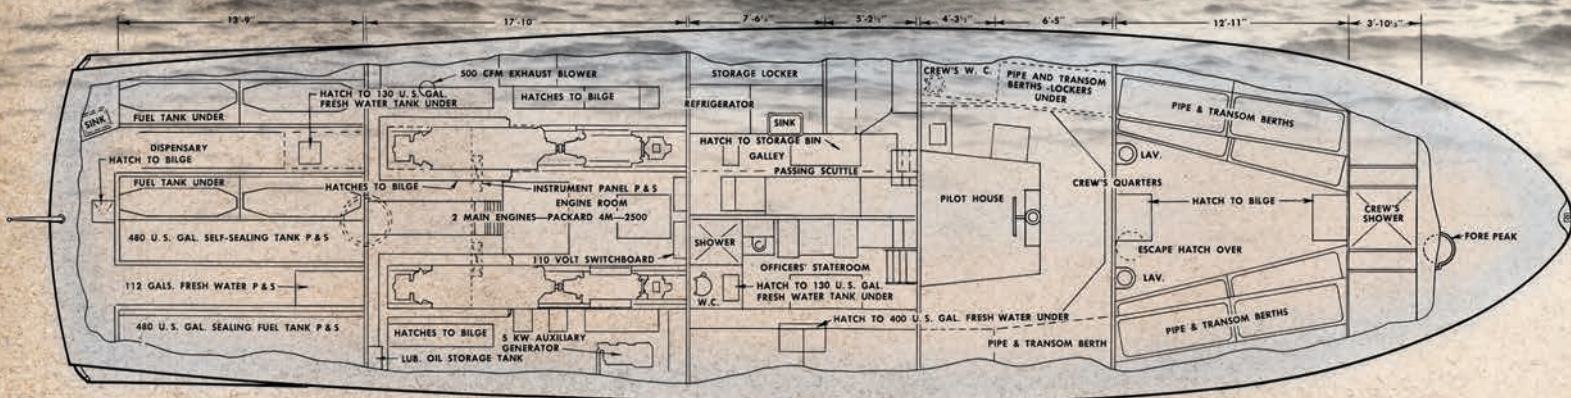 13'-9"
17'-10"
7'-6½"
5'-2½"
4'-3½"
6'-5"
12'-11"
3'-10½"
500 CFM EXHAUST BLOWER
HATCH TO 130 U.S. GAL.
FRESH WATER TANK UNDER
HATCHES TO BILGE
STORAGE LOCKER
CREW'S W. C.
PIPE AND TRANSOM
BERTHS -LOCKERS
UNDER
REFRIGERATOR
SINK
FUEL TANK UNDER
SINK
PIPE & TRANSOM BERTHS
DISPENSARY
HATCH TO BILGE
HATCH TO STORAGE BIN
GALLEY
LAV.
PASSING SCUTTLE
FUEL TANK UNDER
HATCHES TO BILGE
INSTRUMENT PANEL P & S
CREW'S QUARTERS
ENGINE ROOM
2 MAIN ENGINES—PACKARD 4M—2500
PILOT HOUSE
HATCH TO BILGE
CREW'S
SHOWER
480 U.S. GAL. SELF-SEALING TANK P & S
SHOWER
ESCAPE HATCH OVER
FORE PEAK
110 VOLT SWITCHBOARD
OFFICERS' STATEROOM
LAV.
112 GALS. FRESH WATER P & S
W.C.
HATCH TO 130 U.S. GAL.
FRESH WATER TANK UNDER
480 U.S. GAL. SEALING FUEL TANK P & S
HATCHES TO BILGE
5 KW AUXILIARY
GENERATOR
HATCH TO 400 U.S. GAL. FRESH WATER UNDER
PIPE & TRANSOM BERTHS
LUB. OIL STORAGE TANK
PIPE & TRANSOM BERTH